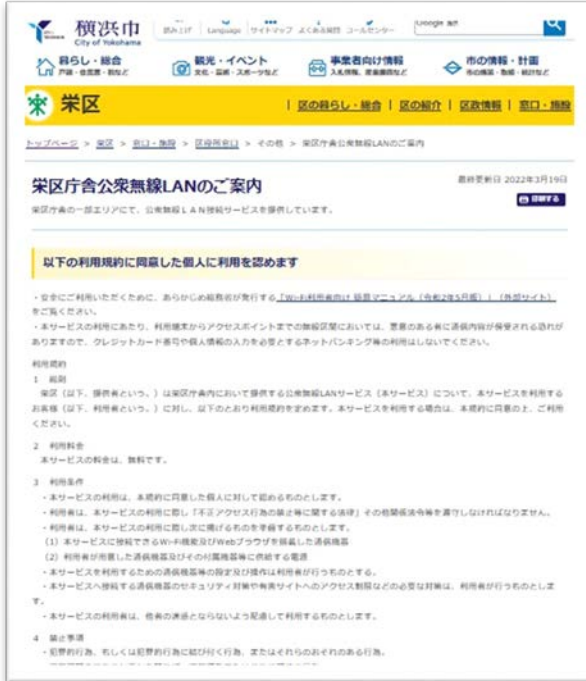 横浜市
City of Yokohama
読み上げ | Language | サイトマップ よくある質問 コールセンター
暮らし・総合
戸籍・住民票・税など
観光・イベント
文化・芸術・スポーツなど
事業者向け情報
市の情報・計画
栄区
| 区の暮らし・総合 | 区の紹介 | 区政情報 | 窓口・施設
トップページ > 栄区 > 窓口・施設 > 区役所窓口 > その他 > 栄区庁舎公衆無線LANのご案内
最終更新日 2022年3月19日
栄区庁舎公衆無線LANのご案内
印刷する
栄区庁舎の一部エリアにて、公衆無線LAN接続サービスを提供しています。
以下の利用規約に同意した個人に利用を認めます
・安全にご利用いただくために、あらかじめ総務省が発行する「Wi-Fi利用者向け 簡易マニュアル（令和2年5月版）」（外部サイト）
をご覧ください。
・本サービスの利用にあたり、利用端末からアクセスポイントまでの無線区間においては、悪意のある者に通信内容が傍受される恐れが
ありますので、クレジットカード番号や個人情報の入力を必要とするネットバンキング等の利用はしないでください。
利用規約
1 総則
栄区（以下、提供者という。）は栄区庁舎内において提供する公衆無線LANサービス（本サービス）について、本サービスを利用する
お客様（以下、利用者という。）に対し、以下のとおり利用規約を定めます。本サービスを利用する場合は、本規約に同意の上、ご利用
ください。
2 利用料金
本サービスの料金は、無料です。
3 利用条件
・本サービスの利用は、本規約に同意した個人に対して認めるものとします。
・利用者は、本サービスの利用に際し「不正アクセス行為の禁止等に関する法律」その他関係法令等を遵守しなければなりません。
・利用者は、本サービスの利用に際し次に掲げるものを準備するものとします。
(1) 本サービスに接続できるWi-Fi機能及びWebブラウザを搭載した通信機器
(2) 利用者が用意した通信機器及びその付属機器等に供給する電源
・本サービスを利用するための通信機器等の設定及び操作は利用者が行うものとする。
・本サービスへ接続する通信機器のセキュリティ対策や有害サイトへのアクセス制限などの必要な対策は、利用者が行うものとしま
す。
・本サービスの利用者は、他者の迷惑とならないよう配慮して利用するものとします。
4 禁止事項
・犯罪的行為、もしくは犯罪的行為に結び付く行為、またはそれらのおそれのある行為。